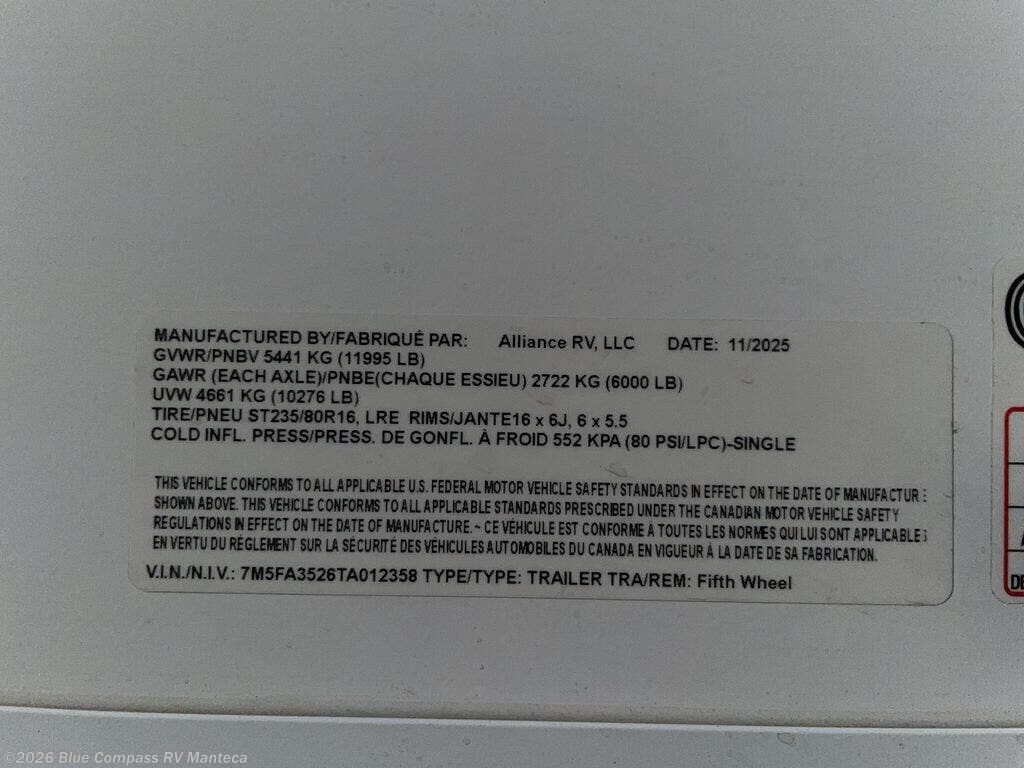 MANUFACTURED BY/FABRIQUÉ PAR: Alliance RV, LLC DATE: 11/2025
GVWR/PNBV 5441 KG (11995 LB)
GAWR (EACH AXLE)/PNBE(CHAQUE ESSIEU) 2722 KG (6000 LB)
UVW 4661 KG (10276 LB)
TIRE/PNEU ST235/80R16, LRE RIMS/JANTE16 x 6J, 6 x 5.5
COLD INFL. PRESS/PRESS. DE GONFL. À FROID 552 KPA (80 PSI/LPC)-SINGLE
THIS VEHICLE CONFORMS TO ALL APPLICABLE U.S. FEDERAL MOTOR VEHICLE SAFETY STANDARDS IN EFFECT ON THE DATE OF MANUFACTUR
SHOWN ABOVE. THIS VEHICLE CONFORMS TO ALL APPLICABLE STANDARDS PRESCRIBED UNDER THE CANADIAN MOTOR VEHICLE SAFETY
REGULATIONS IN EFFECT ON THE DATE OF MANUFACTURE. ~ CE VÉHICULE EST CONFORME À TOUTES LES NORMES QUI LUI SONT APPLICABLES
EN VERTU DU RÉGLEMENT SUR LA SÉCURITÉ DES VÉHICULES AUTOMOBILES DU CANADA EN VIGUEUR À LA DATE DE SA FABRICATION.
V.I.N./N.I.V.: 7M5FA3526TA012358 TYPE/TYPE: TRAILER TRA/REM: Fifth Wheel
DE
©2026 Blue Compass RV Manteca